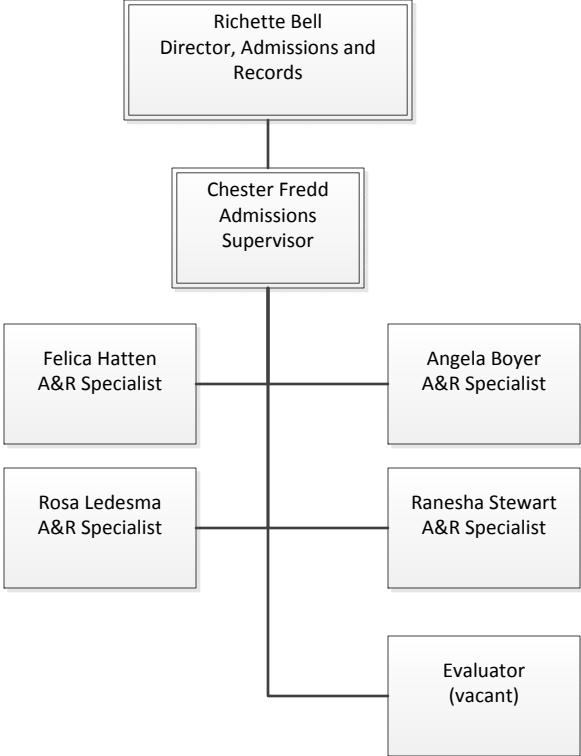 Richette Bell
Director, Admissions and
Records
Chester Fredd
Admissions
Supervisor
Felica Hatten
A&R Specialist
Angela Boyer
A&R Specialist
Rosa Ledesma
A&R Specialist
Ranesha Stewart
A&R Specialist
Evaluator
(vacant)